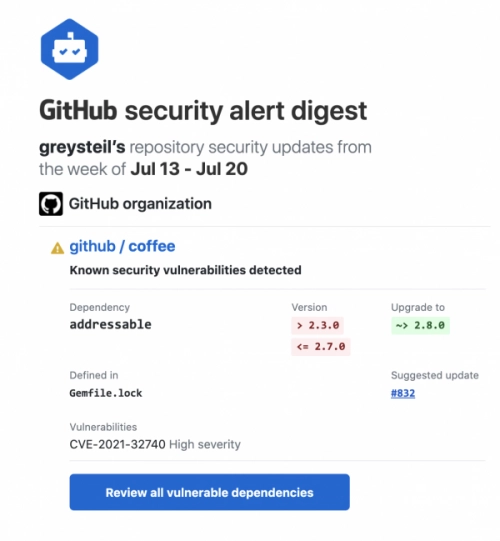 GitHub security alert digest
greysteil's repository security updates from
the week of Jul 13 - Jul 20
GitHub organization
github / coffee
Known security vulnerabilities detected
Dependency
Version
Upgrade to
addressable
> 2.3.0
~> 2.8.0
<= 2.7.0
Defined in
Suggested update
Gemfile.lock
#832
Vulnerabilities
CVE-2021-32740 High severity
Review all vulnerable dependencies